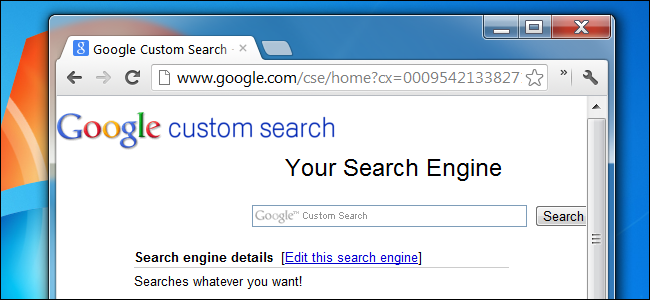 Google Custom Search -
www.google.com/cse/home?cx=0009542133827
Google custom search
Your Search Engine
Google™ Custom Search
Search
Search engine details [Edit this search engine]
Searches whatever you want!